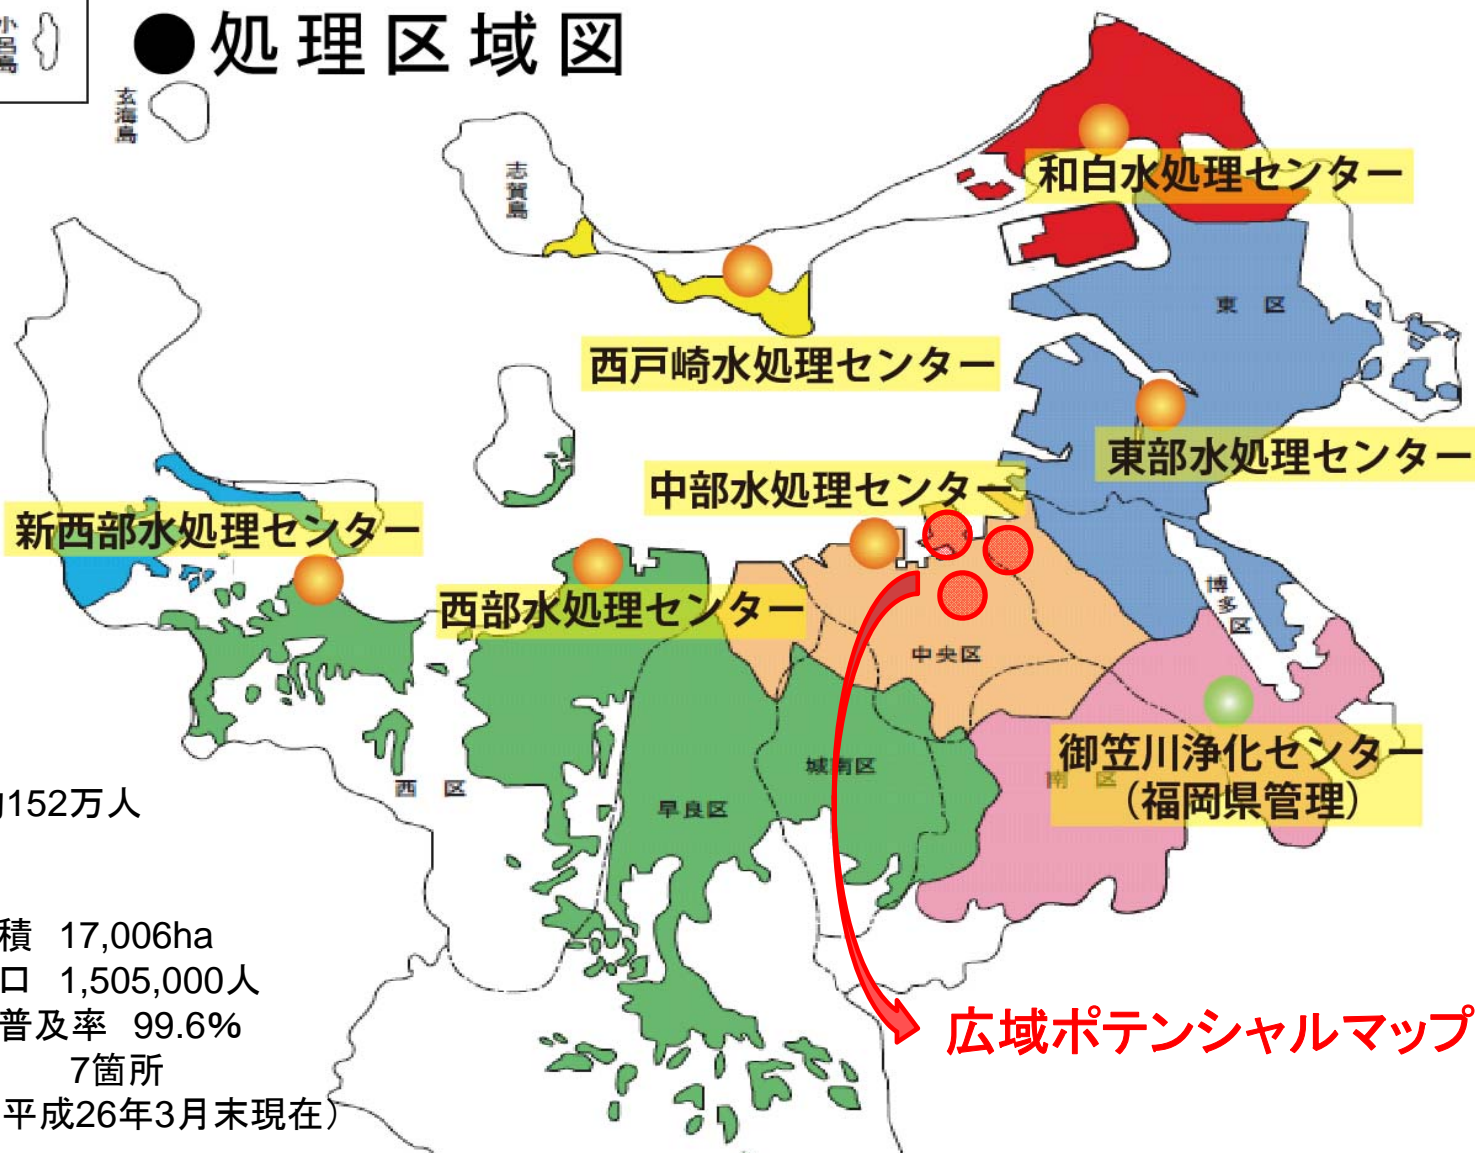 小呂島
●処理区域図
玄海島
志賀島
和白水処理センター
東 区
西戸崎水処理センター
東部水処理センター
中部水処理センター
新西部水処理センター
西部水処理センター
博多区
中央区
御笠川浄化センター
（福岡県管理）
南 区
城南区
西 区
早良区
152万人
積 17,006ha
口 1,505,000人
普及率 99.6%
7箇所
平成26年3月末現在）
広域ポテンシャルマップ